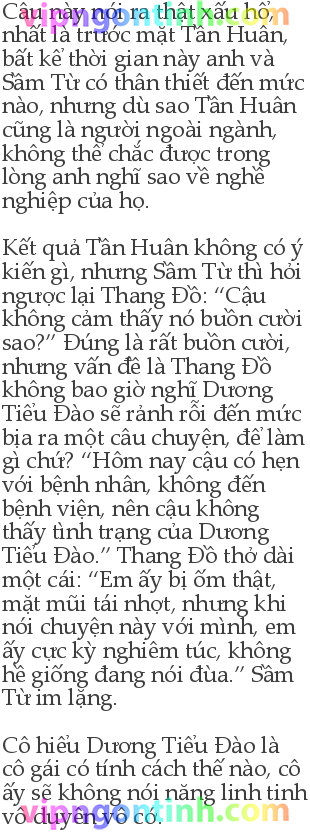 Câu này nói ra thật xấu hổ,
nhất là trước mặt Tần Huân,
bất kể thời gian này anh và
Sầm Từ có thân thiết đến mức
nào, nhưng dù sao Tần Huân
cũng là người ngoài ngành,
không thể chắc được trong
lòng anh nghĩ sao về nghề
nghiệp của họ.
Kết quả Tần Huân không có ý
kiến gì, nhưng Sầm Từ thì hỏi
ngược lại Thang Đồ: “Cậu
không cảm thấy nó buồn cười
sao?” Đúng là rất buồn cười,
nhưng vấn đề là Thang Đồ
không bao giờ nghĩ Dương
Tiểu Đào sẽ rảnh rỗi đến mức
bịa ra một câu chuyện, để làm
gì chứ? “Hôm nay cậu có hẹn
với bệnh nhân, không đến
bệnh viện, nên cậu không
thấy tình trạng của Dương
Tiểu Đào.” Thang Đồ thở dài
một cái: “Em ấy bị ốm thật,
mặt mũi tái nhợt, nhưng khi
nói chuyện này với mình, em
ấy cực kỳ nghiêm túc, không
hề giống đang nói đùa.” Sầm
Từ im lặng.
Cô hiểu Dương Tiểu Đào là
cô gái có tính cách thế nào, cô
ấy sẽ không nói năng linh tinh
vô duyên vô cớ.
vipngontinh.com
vipngontinh.com